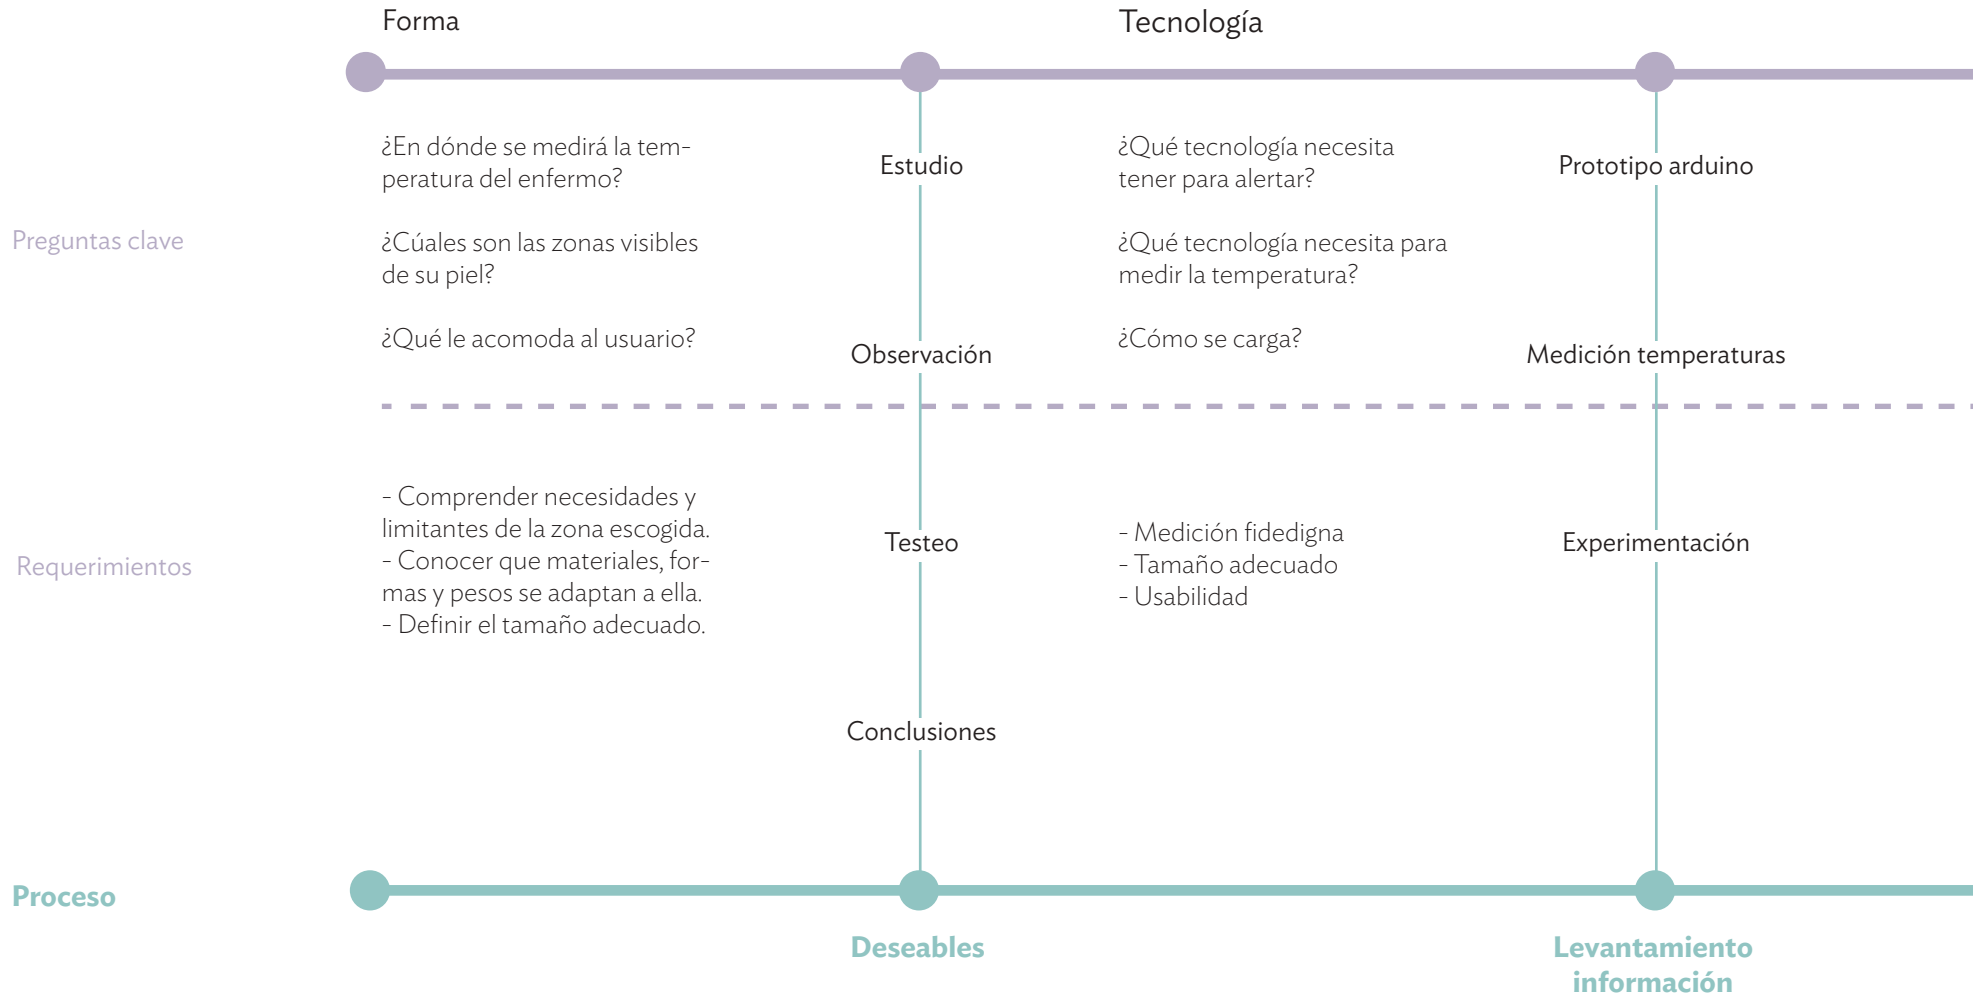 Forma
Tecnología
Preguntas clave
¿En dónde se medirá la tem-
peratura del enfermo?
¿Cúales son las zonas visibles
de su piel?
¿Qué le acomoda al usuario?
Estudio
Observación
¿Qué tecnología necesita
tener para alertar?
¿Qué tecnología necesita para
medir la temperatura?
¿Cómo se carga?
Prototipo arduino
Medición temperaturas
Requerimientos
- Comprender necesidades y
limitantes de la zona escogida.
- Conocer que materiales, for-
mas y pesos se adaptan a ella.
- Definir el tamaño adecuado.
Testeo
Conclusiones
- Medición fidedigna
- Tamaño adecuado
- Usabilidad
Experimentación
Proceso
Deseables
Levantamiento
información